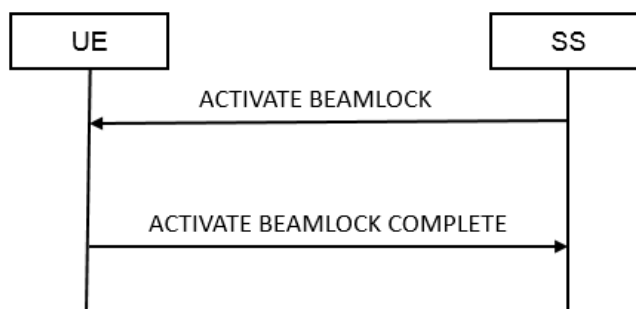 UE
SS
ACTIVATE BEAMLOCK
ACTIVATE BEAMLOCK COMPLETE